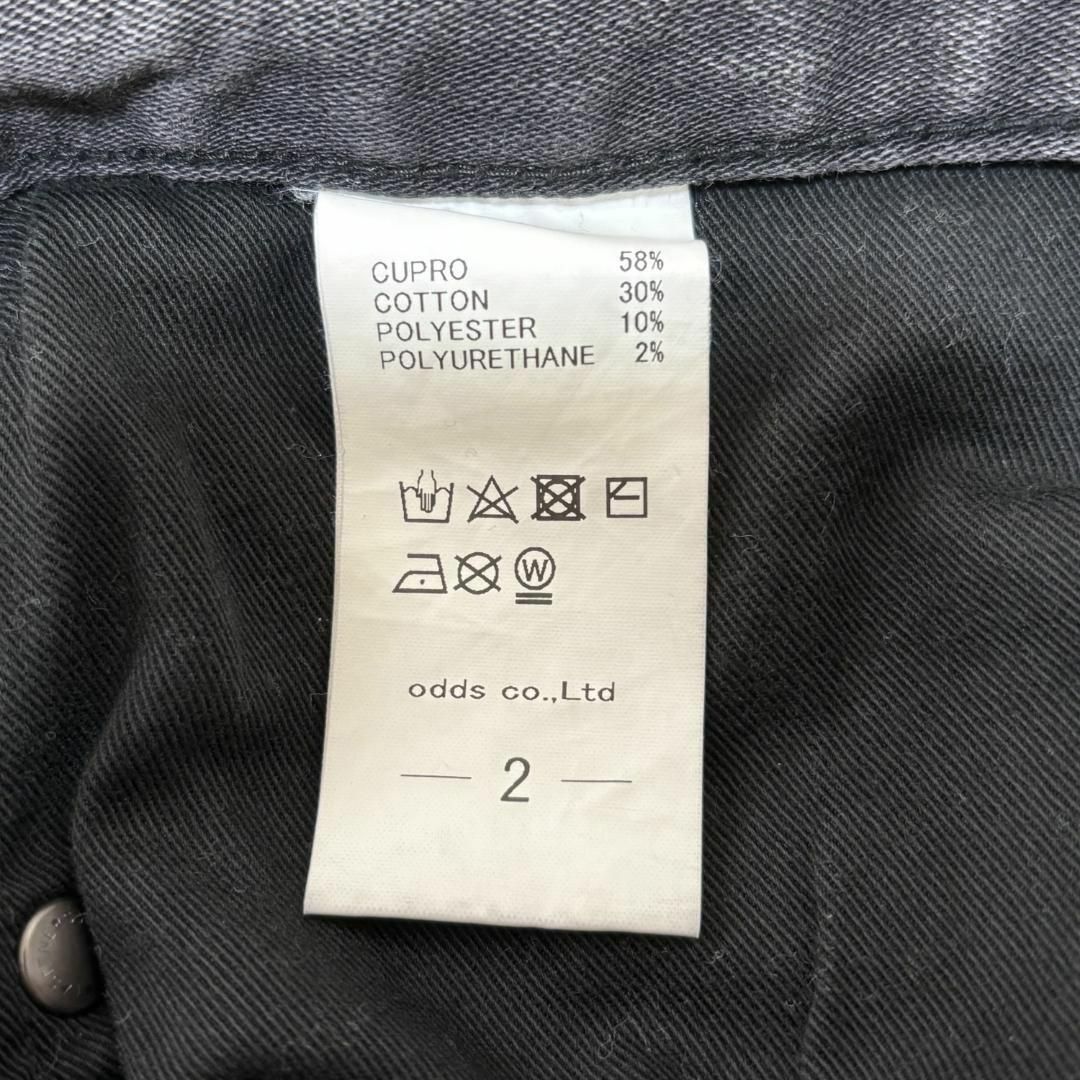 CUPRO 58%
COTTON 30%
POLYESTER 10%
POLYURETHANE 2%
W
odds co.,Ltd
— 2 —